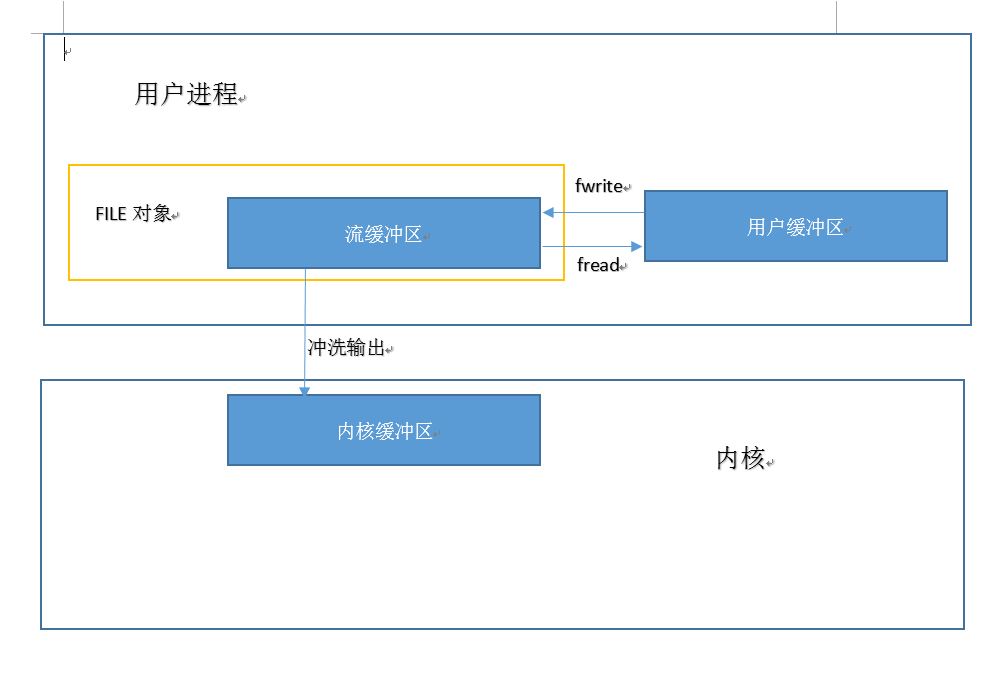 用户进程
fwrite
FILE 对象
流缓冲区
用户缓冲区
fread
冲洗输出
内核缓冲区
内核